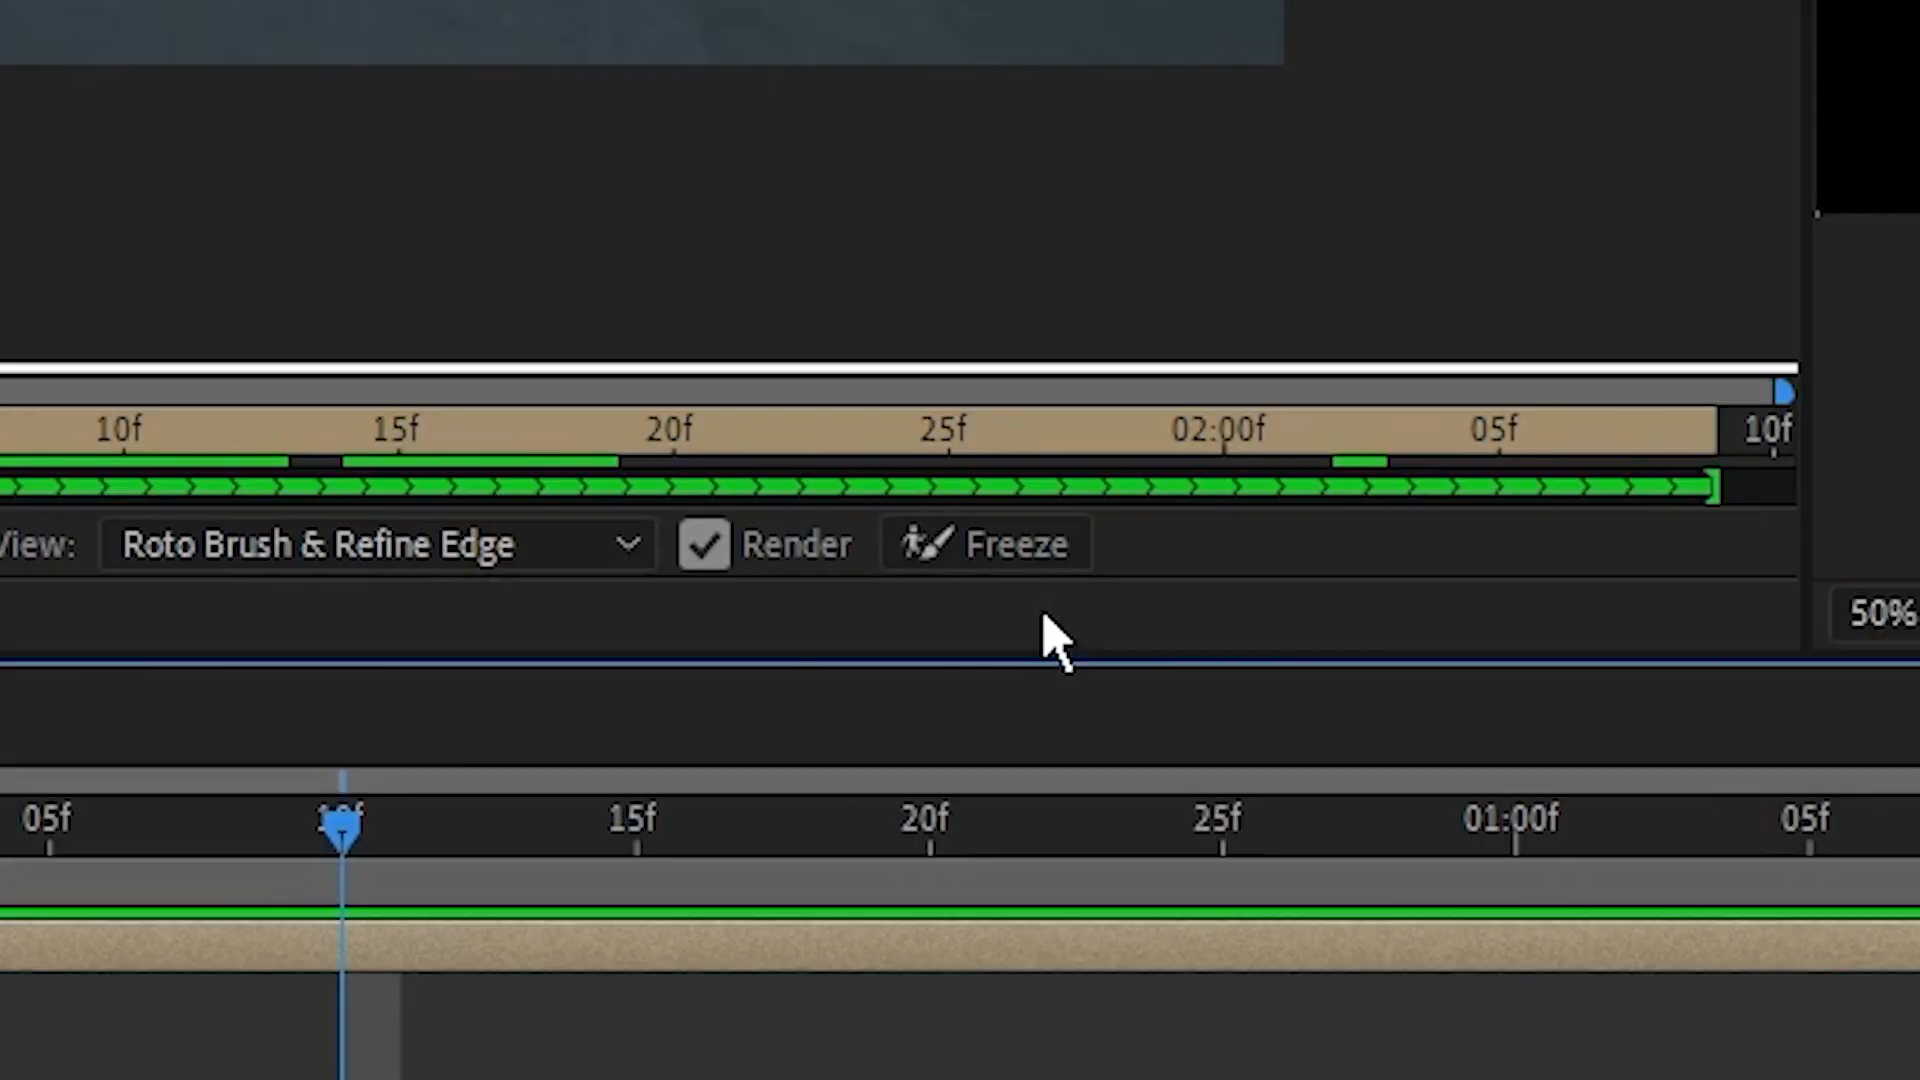 10f 15f 20f 25f 02:00f 05f 10f
View: Roto Brush & Refine Edge Render Freeze
50%
05f 10f 15f 20f 25f 01:00f 05f